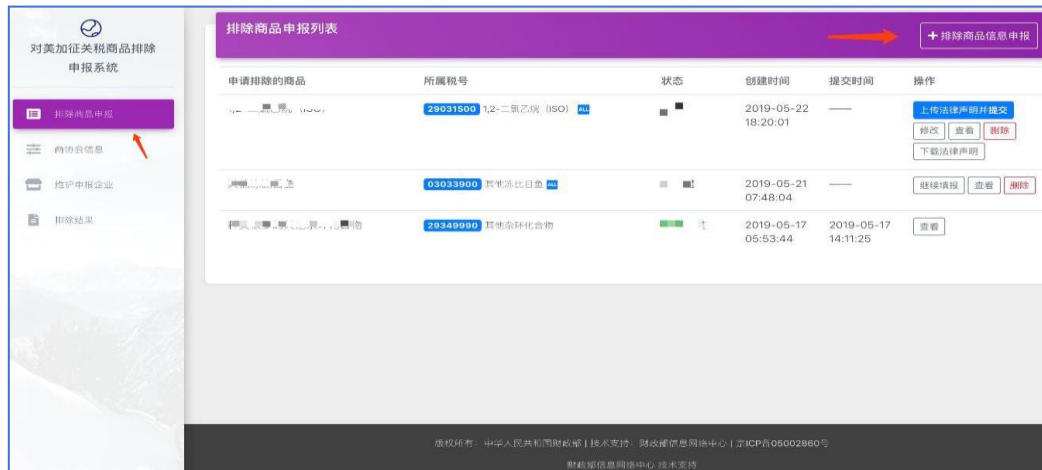 对美加征关税商品排除
申报系统
排除商品申报
商协会信息
维护申报企业
排除结果
排除商品申报列表
+排除商品信息申报
申请排除的商品 所属税号 状态 创建时间 提交时间 操作
29031500 1,2-二氯乙烷 (ISO) ALL 2019-05-22 —— 上传法律声明并提交
18:20:01 修改 查看 删除
下载法律声明
03033900 其他冻比目鱼 ALL 2019-05-21 —— 继续填报 查看 删除
07:48:04
29349990 其他杂环化合物 2019-05-17 2019-05-17 查看
05:53:44 14:11:25
版权所有：中华人民共和国财政部 | 技术支持：财政部信息网络中心 | 京ICP备05002860号
财政部信息网络中心 技术支持